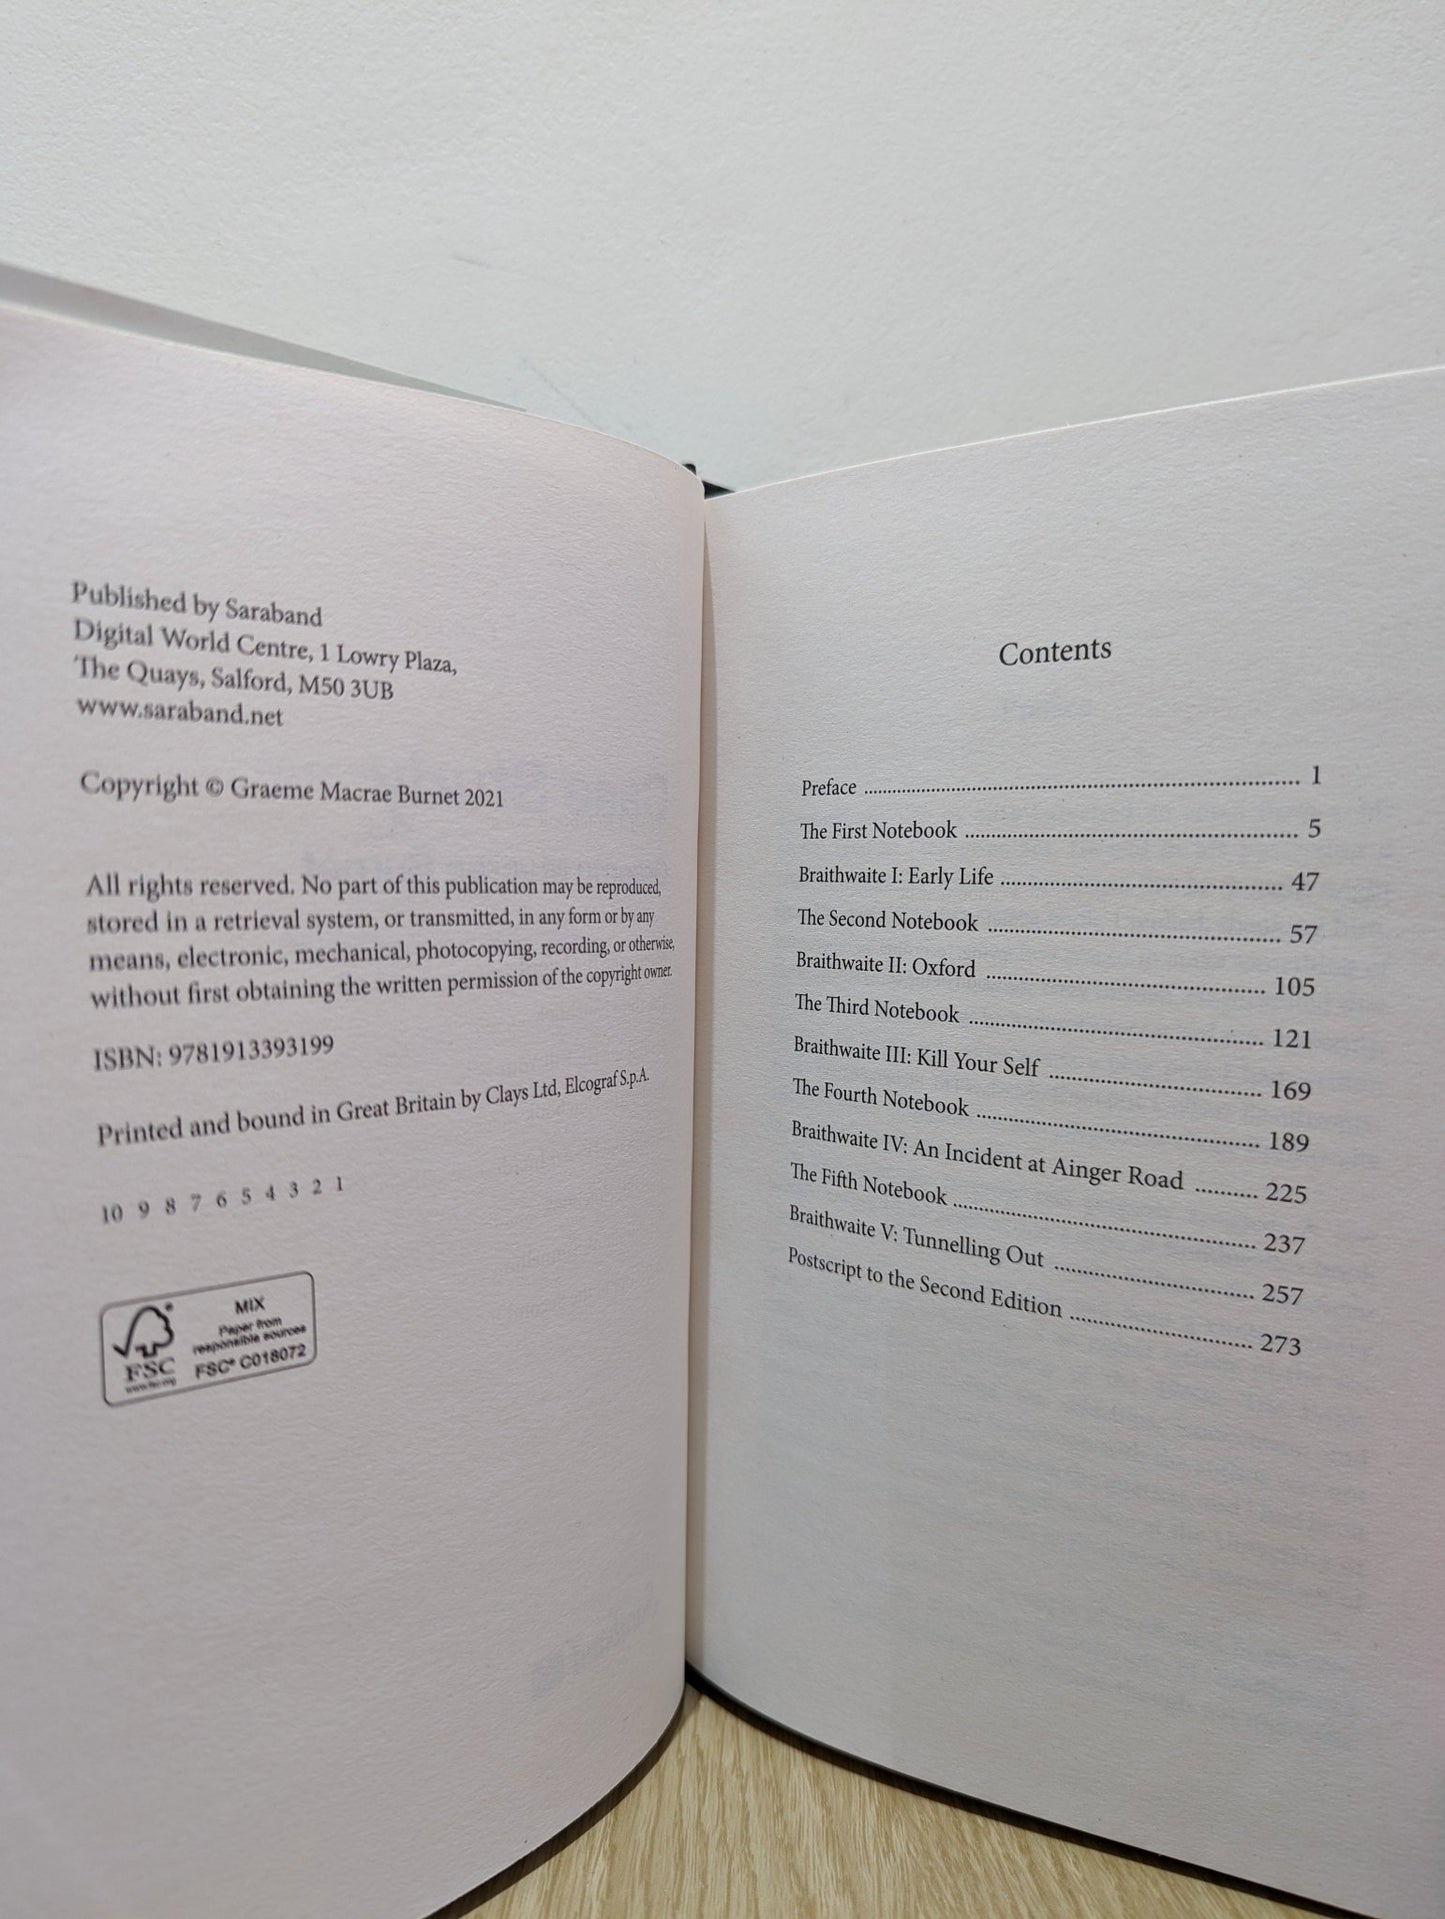 Published by Saraband
Digital World Centre, 1 Lowry Plaza,
The Quays, Salford, M50 3UB
www.saraband.net
Copyright © Graeme Macrae Burnet 2021
All rights reserved. No part of this publication may be reproduced,
stored in a retrieval system, or transmitted, in any form or by any
means, electronic, mechanical, photocopying, recording, or otherwise,
without first obtaining the written permission of the copyright owner.
ISBN: 9781913393199
Printed and bound in Great Britain by Clays Ltd, Elcograf S.p.A.
10 9 8 7 6 5 4 3 2 1
MIX
Paper from
responsible sources
FSC® C018072
FSC
www.fsc.org
Contents
Preface ........ 1
The First Notebook ........ 5
Braithwaite I: Early Life ........ 47
The Second Notebook ........ 57
Braithwaite II: Oxford ........ 105
The Third Notebook ........ 121
Braithwaite III: Kill Your Self ........ 169
The Fourth Notebook ........ 189
Braithwaite IV: An Incident at Ainger Road ........ 225
The Fifth Notebook ........ 237
Braithwaite V: Tunnelling Out ........ 257
Postscript to the Second Edition ........ 273